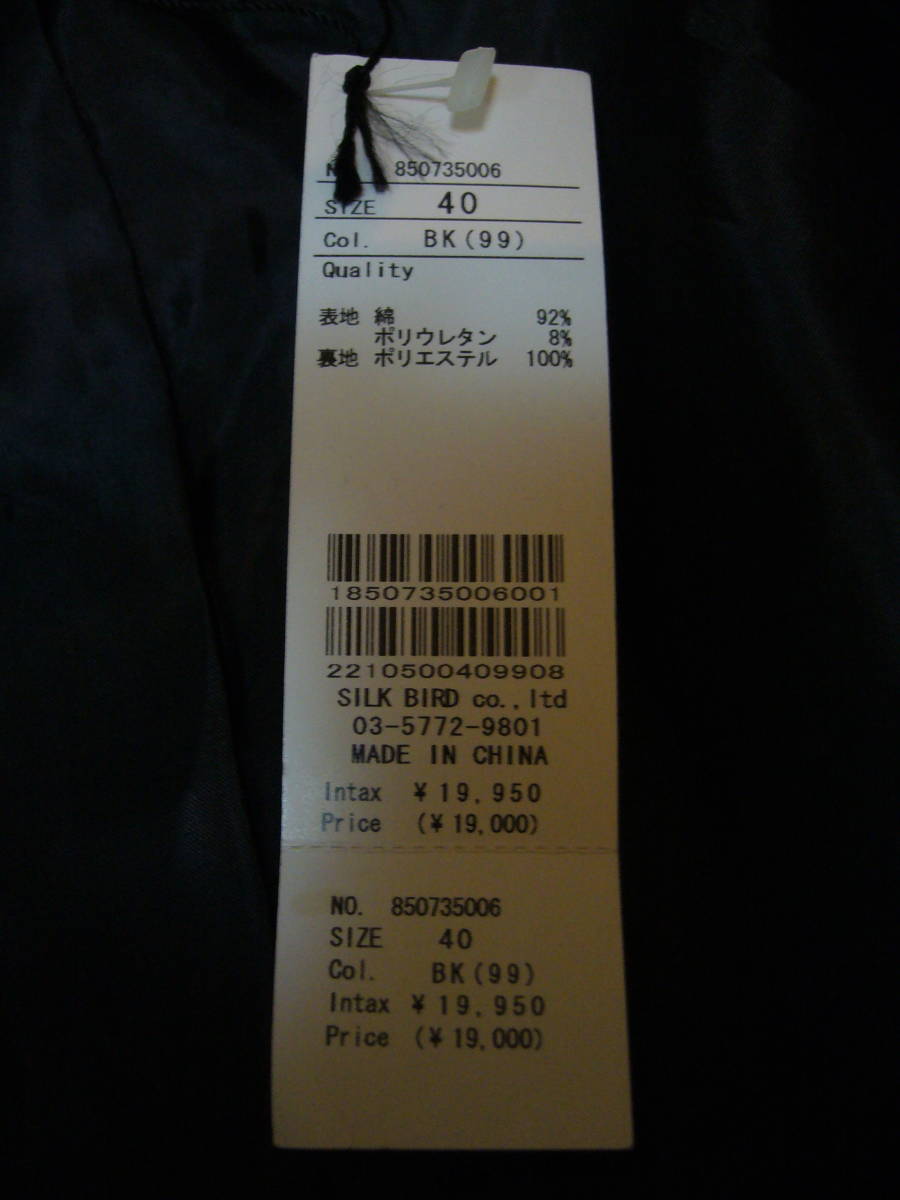 850735006
SIZE 40
Col. BK(99)
Quality
表地 綿 92%
ポリウレタン 8%
裏地 ポリエステル 100%
1850735006001
2210500409908
SILK BIRD co.,ltd
03-5772-9801
MADE IN CHINA
Intax ¥19,950
Price (¥19,000)
NO. 850735006
SIZE 40
Col. BK(99)
Intax ¥19,950
Price (¥19,000)